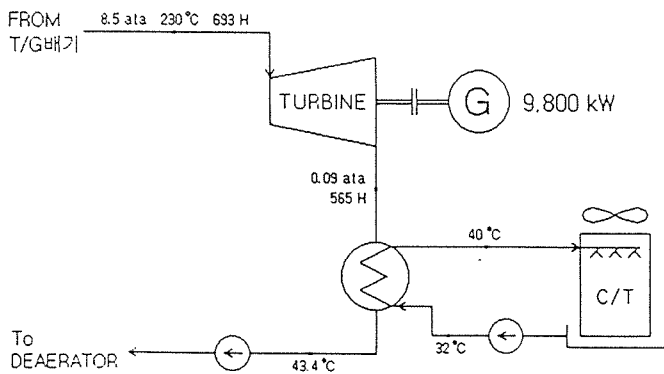 FROM
T/G배기
8.5 ata 230°C 693 H
TURBINE
G
9,800 kW
0.09 ata
565 H
40°C
C/T
32°C
43.4°C
To
DEAERATOR